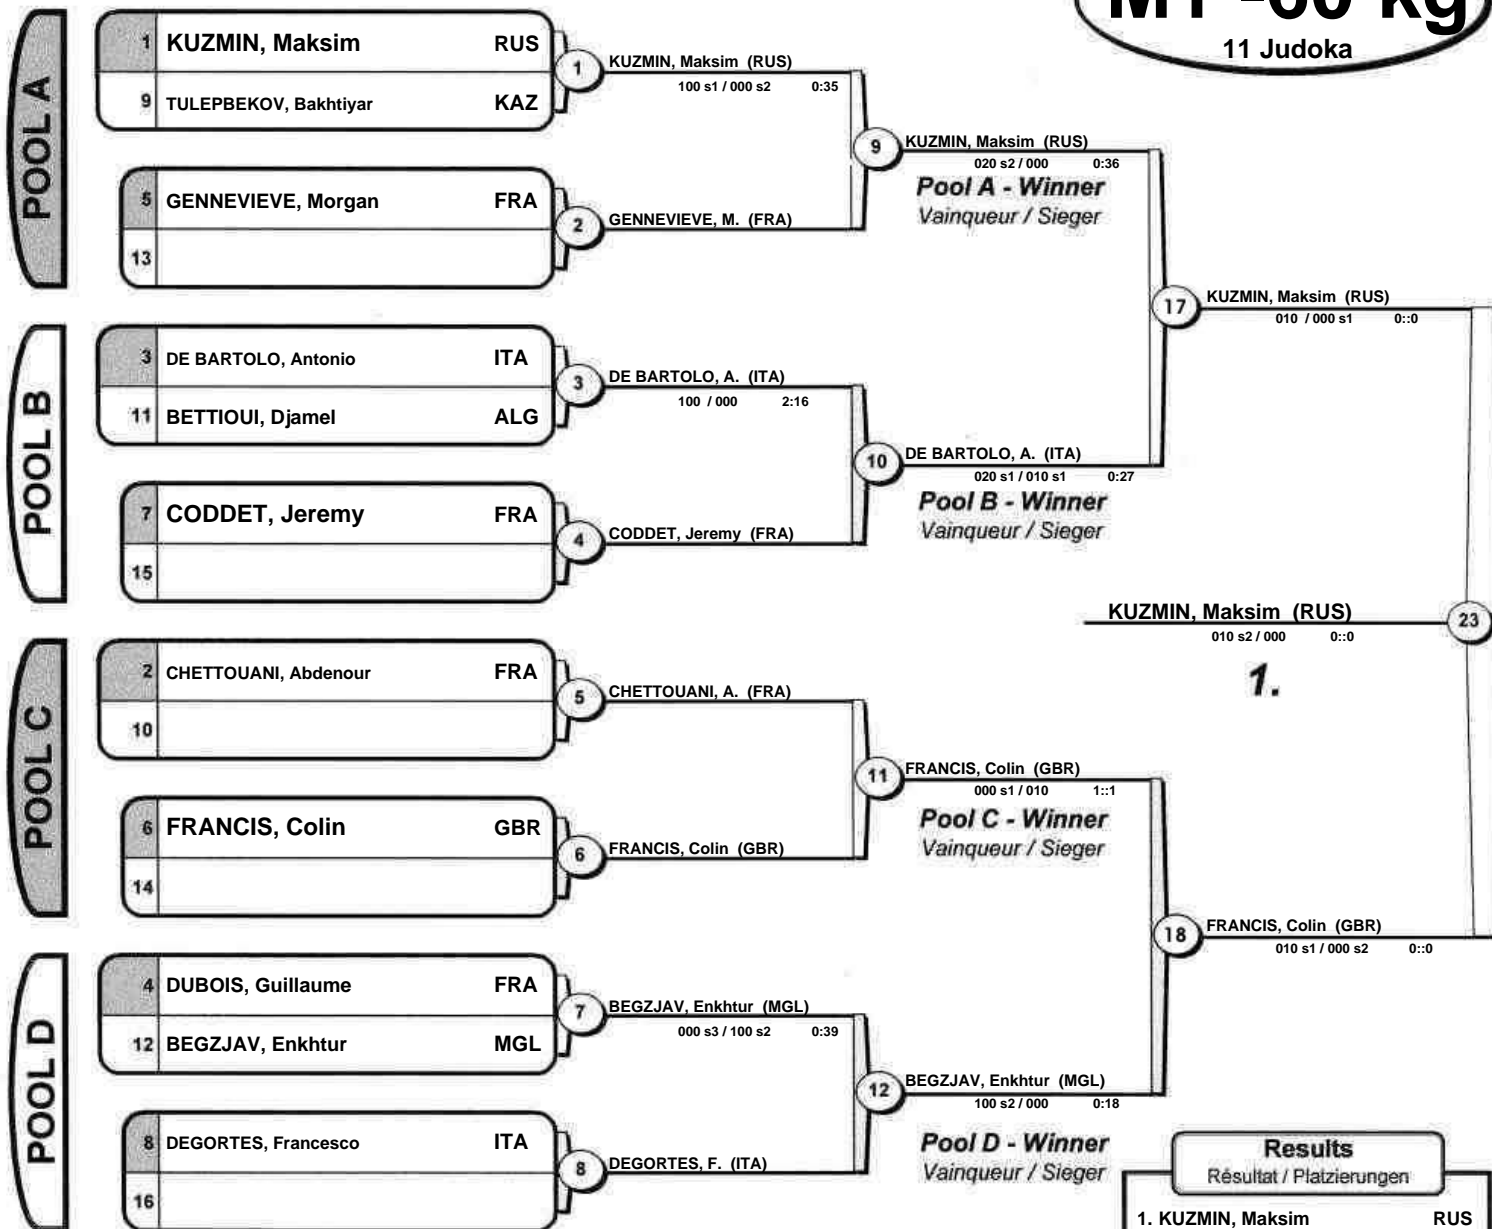 M1 -60 kg
11 Judoka
POOL A
1 KUZMIN, Maksim RUS
9 TULEPBEKOV, Bakhtiyar KAZ
1
KUZMIN, Maksim (RUS)
100 s1 / 000 s2 0:35
5 GENNEVIEVE, Morgan FRA
13
2
GENNEVIEVE, M. (FRA)
9
KUZMIN, Maksim (RUS)
020 s2 / 000 0:36
Pool A - Winner
Vainqueur / Sieger
POOL B
3 DE BARTOLO, Antonio ITA
11 BETTIOUI, Djamel ALG
3
DE BARTOLO, A. (ITA)
100 / 000 2:16
7 CODDET, Jeremy FRA
15
4
CODDET, Jeremy (FRA)
10
DE BARTOLO, A. (ITA)
020 s1 / 010 s1 0:27
Pool B - Winner
Vainqueur / Sieger
17
KUZMIN, Maksim (RUS)
010 / 000 s1 0::0
KUZMIN, Maksim (RUS)
010 s2 / 000 0::0
23
1.
POOL C
2 CHETTOUANI, Abdenour FRA
10
5
CHETTOUANI, A. (FRA)
6 FRANCIS, Colin GBR
14
6
FRANCIS, Colin (GBR)
11
FRANCIS, Colin (GBR)
000 s1 / 010 1::1
Pool C - Winner
Vainqueur / Sieger
POOL D
4 DUBOIS, Guillaume FRA
12 BEGZJAV, Enkhtur MGL
7
BEGZJAV, Enkhtur (MGL)
000 s3 / 100 s2 0:39
8 DEGORTES, Francesco ITA
16
8
DEGORTES, F. (ITA)
12
BEGZJAV, Enkhtur (MGL)
100 s2 / 000 0:18
Pool D - Winner
Vainqueur / Sieger
18
FRANCIS, Colin (GBR)
010 s1 / 000 s2 0::0
Results
Résultat / Platzierungen
1. KUZMIN, Maksim RUS